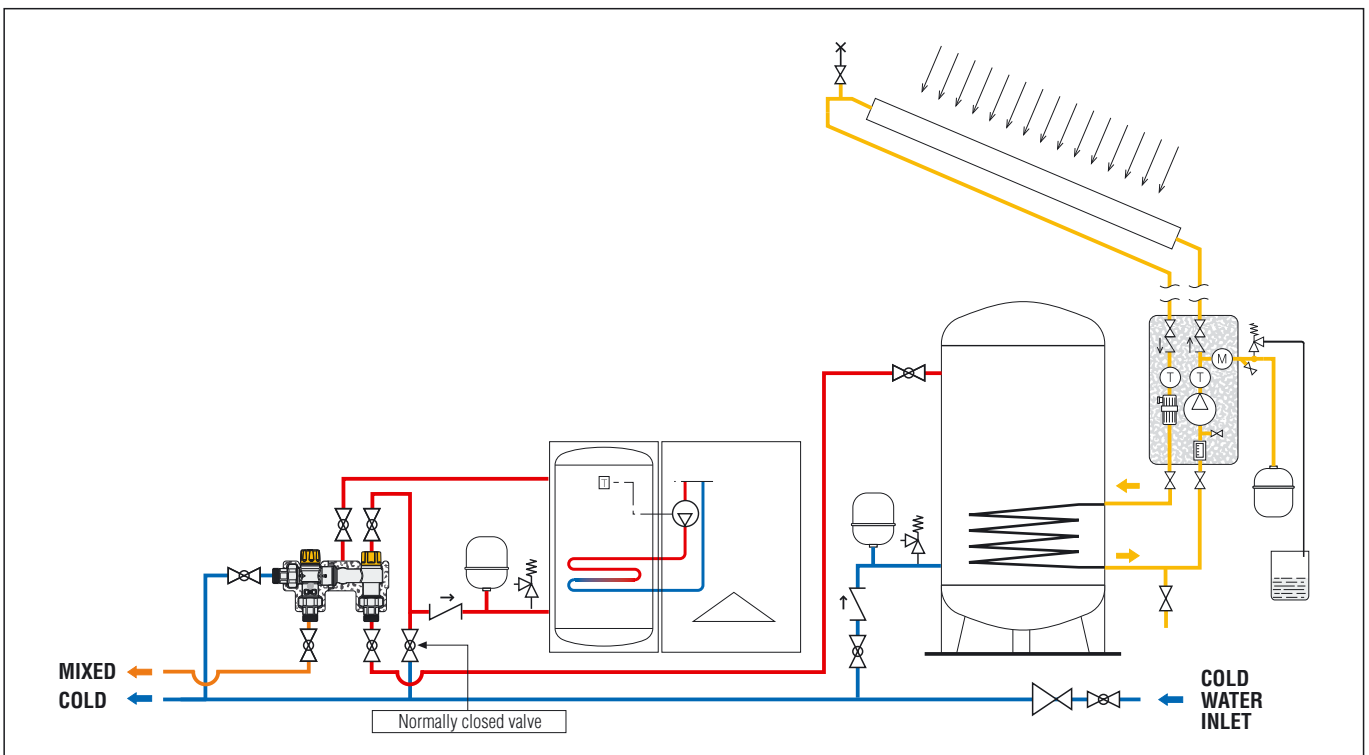 M
T
T
T
MIXED
COLD
Normally closed valve
COLD
WATER
INLET